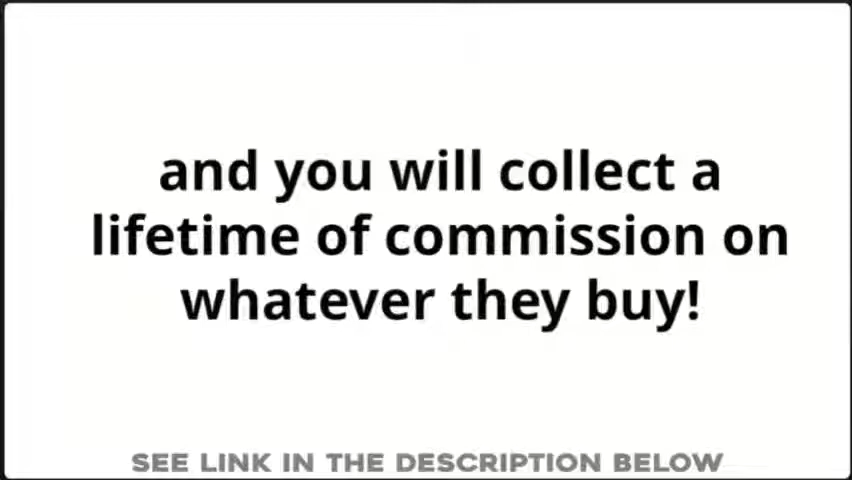 and you will collect a
lifetime of commission on
whatever they buy!
SEE LINK IN THE DESCRIPTION BELOW